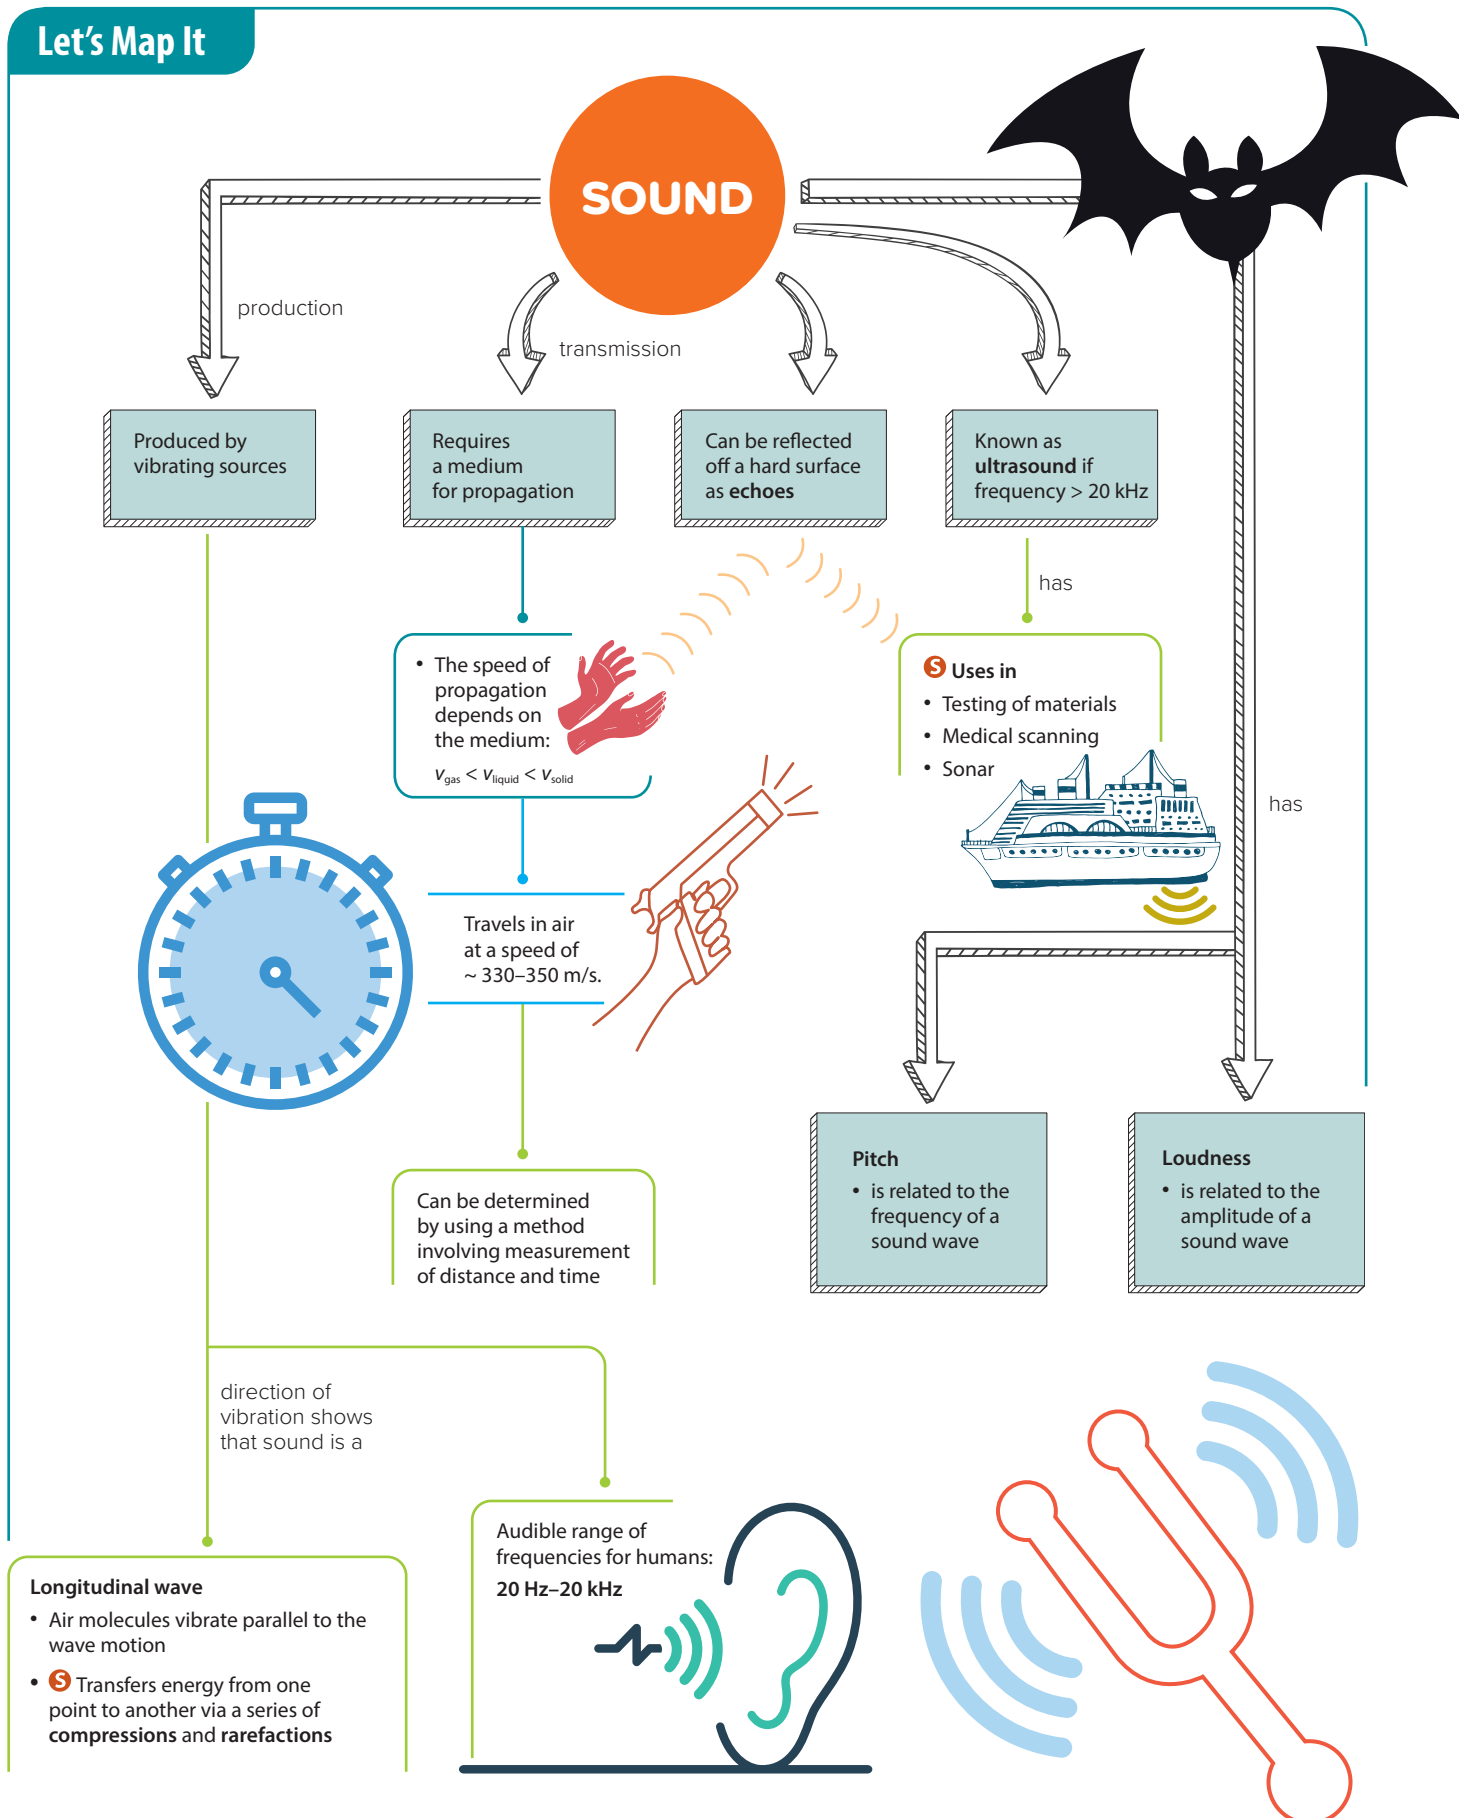 Let's Map It
SOUND
production
transmission
Produced by
vibrating sources
Requires
a medium
for propagation
Can be reflected
off a hard surface
as echoes
Known as
ultrasound if
frequency > 20 kHz
has
• The speed of
propagation
depends on
the medium:
v_gas < v_liquid < v_solid
S Uses in
• Testing of materials
• Medical scanning
• Sonar
has
Travels in air
at a speed of
~ 330–350 m/s.
Can be determined
by using a method
involving measurement
of distance and time
Pitch
• is related to the
frequency of a
sound wave
Loudness
• is related to the
amplitude of a
sound wave
direction of
vibration shows
that sound is a
Longitudinal wave
• Air molecules vibrate parallel to the
wave motion
• S Transfers energy from one
point to another via a series of
compressions and rarefactions
Audible range of
frequencies for humans:
20 Hz–20 kHz